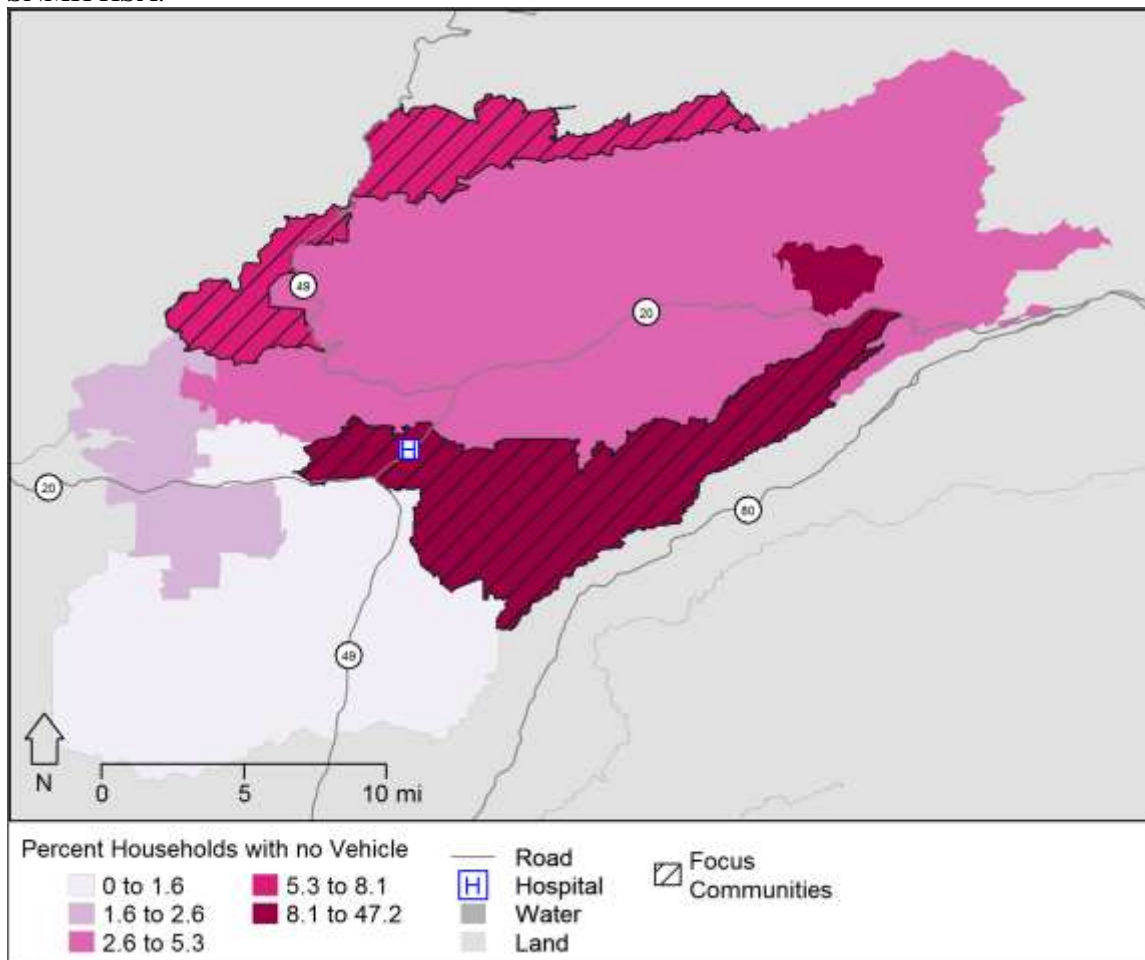 49
20
20
80
49
N
0 5 10 mi
Percent Households with no Vehicle
0 to 1.6
1.6 to 2.6
2.6 to 5.3
5.3 to 8.1
8.1 to 47.2
Road
H Hospital
Water
Land
Focus
Communities
H